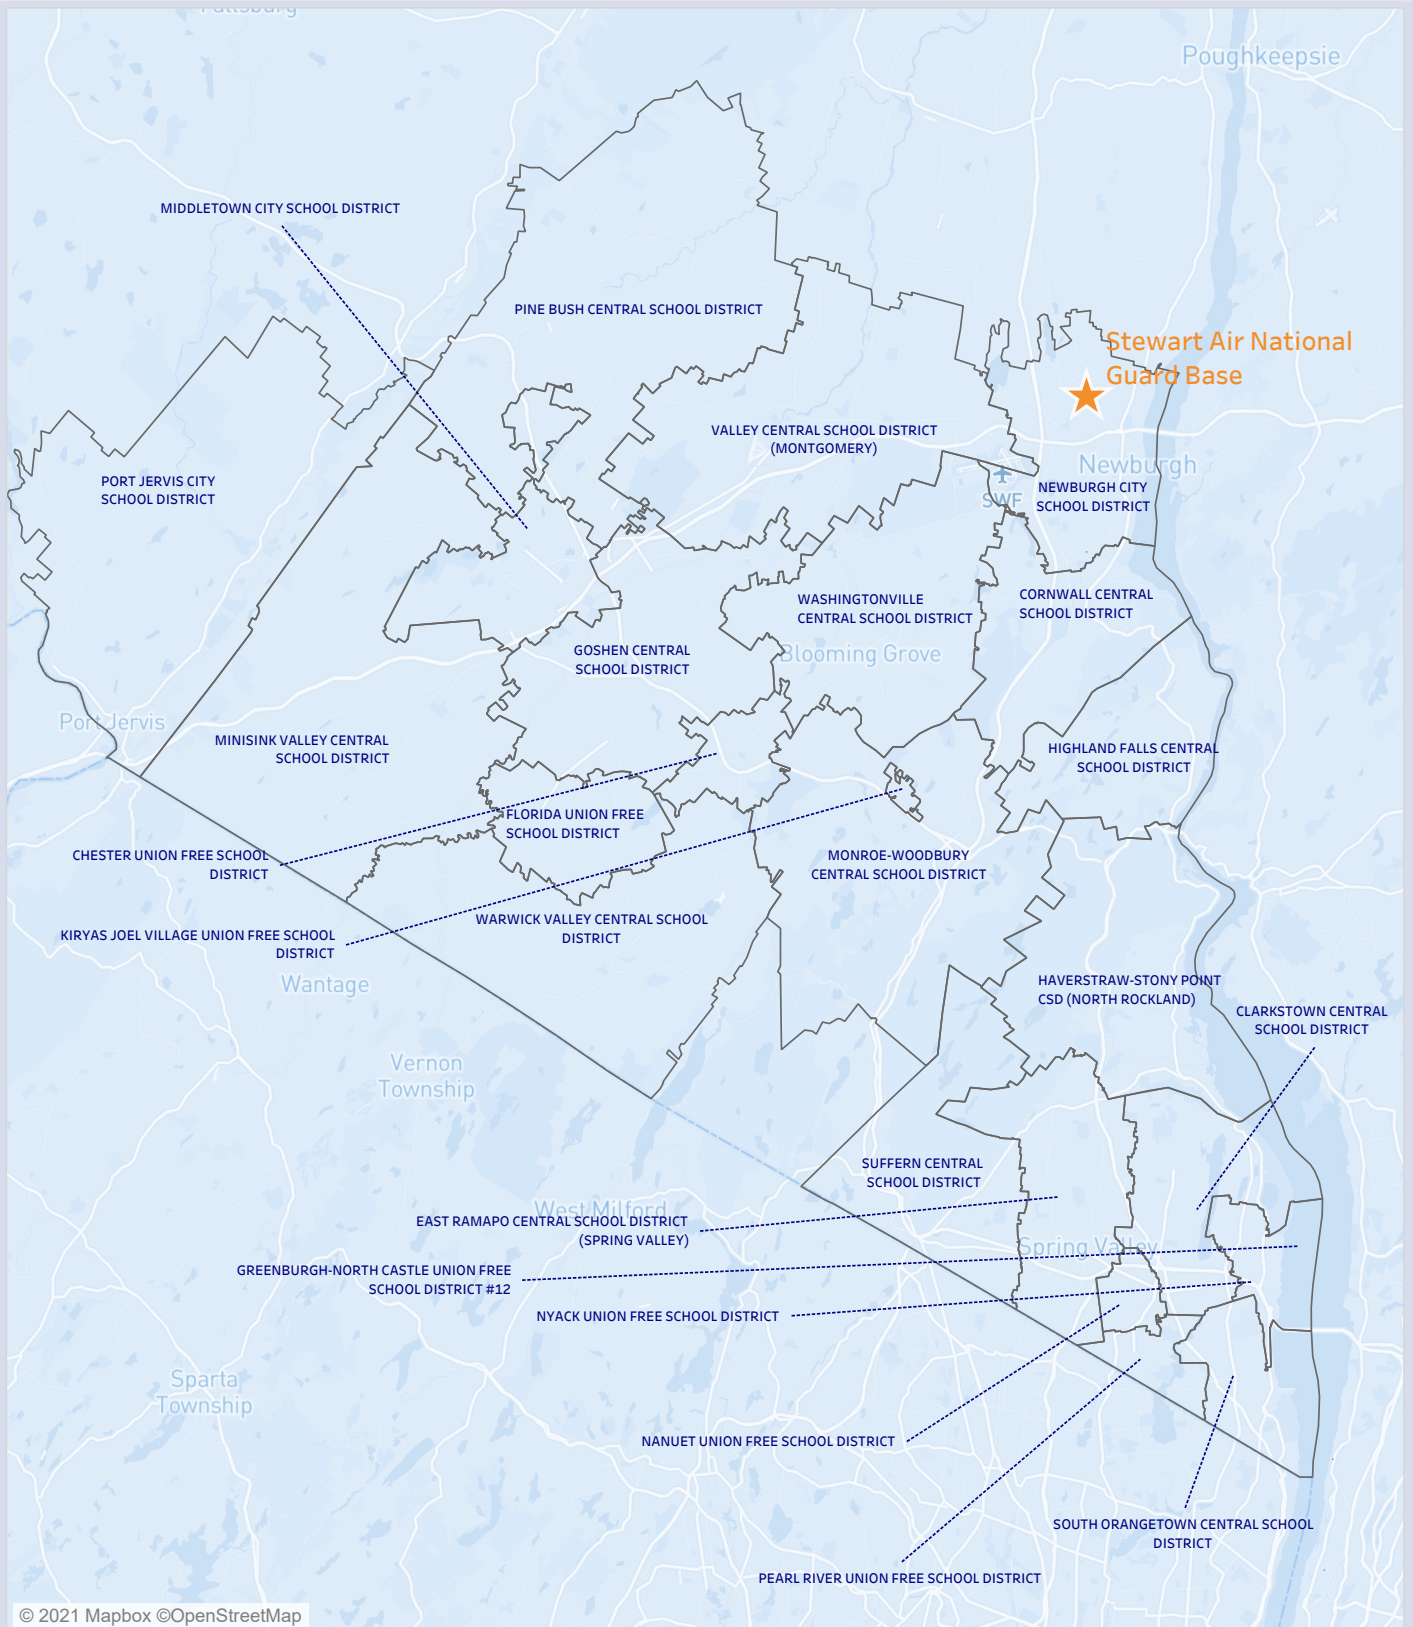 Fallsburg
Poughkeepsie
MIDDLETOWN CITY SCHOOL DISTRICT
PINE BUSH CENTRAL SCHOOL DISTRICT
Stewart Air National
Guard Base
VALLEY CENTRAL SCHOOL DISTRICT
(MONTGOMERY)
PORT JERVIS CITY
SCHOOL DISTRICT
Newburgh
SWF
NEWBURGH CITY
SCHOOL DISTRICT
WASHINGTONVILLE
CENTRAL SCHOOL DISTRICT
CORNWALL CENTRAL
SCHOOL DISTRICT
GOSHEN CENTRAL
SCHOOL DISTRICT
Blooming Grove
Port Jervis
MINISINK VALLEY CENTRAL
SCHOOL DISTRICT
HIGHLAND FALLS CENTRAL
SCHOOL DISTRICT
FLORIDA UNION FREE
SCHOOL DISTRICT
CHESTER UNION FREE SCHOOL
DISTRICT
MONROE-WOODBURY
CENTRAL SCHOOL DISTRICT
WARWICK VALLEY CENTRAL SCHOOL
DISTRICT
KIRYAS JOEL VILLAGE UNION FREE SCHOOL
DISTRICT
Wantage
HAVERSTRAW-STONY POINT
CSD (NORTH ROCKLAND)
CLARKSTOWN CENTRAL
SCHOOL DISTRICT
Vernon
Township
SUFFERN CENTRAL
SCHOOL DISTRICT
West Milford
EAST RAMAPO CENTRAL SCHOOL DISTRICT
(SPRING VALLEY)
Spring Valley
GREENBURGH-NORTH CASTLE UNION FREE
SCHOOL DISTRICT #12
NYACK UNION FREE SCHOOL DISTRICT
Sparta
Township
NANUET UNION FREE SCHOOL DISTRICT
SOUTH ORANGETOWN CENTRAL SCHOOL
DISTRICT
PEARL RIVER UNION FREE SCHOOL DISTRICT
© 2021 Mapbox ©OpenStreetMap